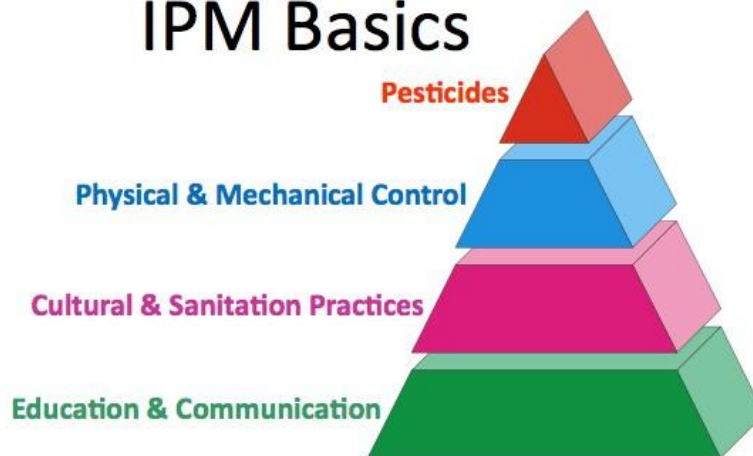 IPM Basics
Pesticides
Physical & Mechanical Control
Cultural & Sanitation Practices
Education & Communication